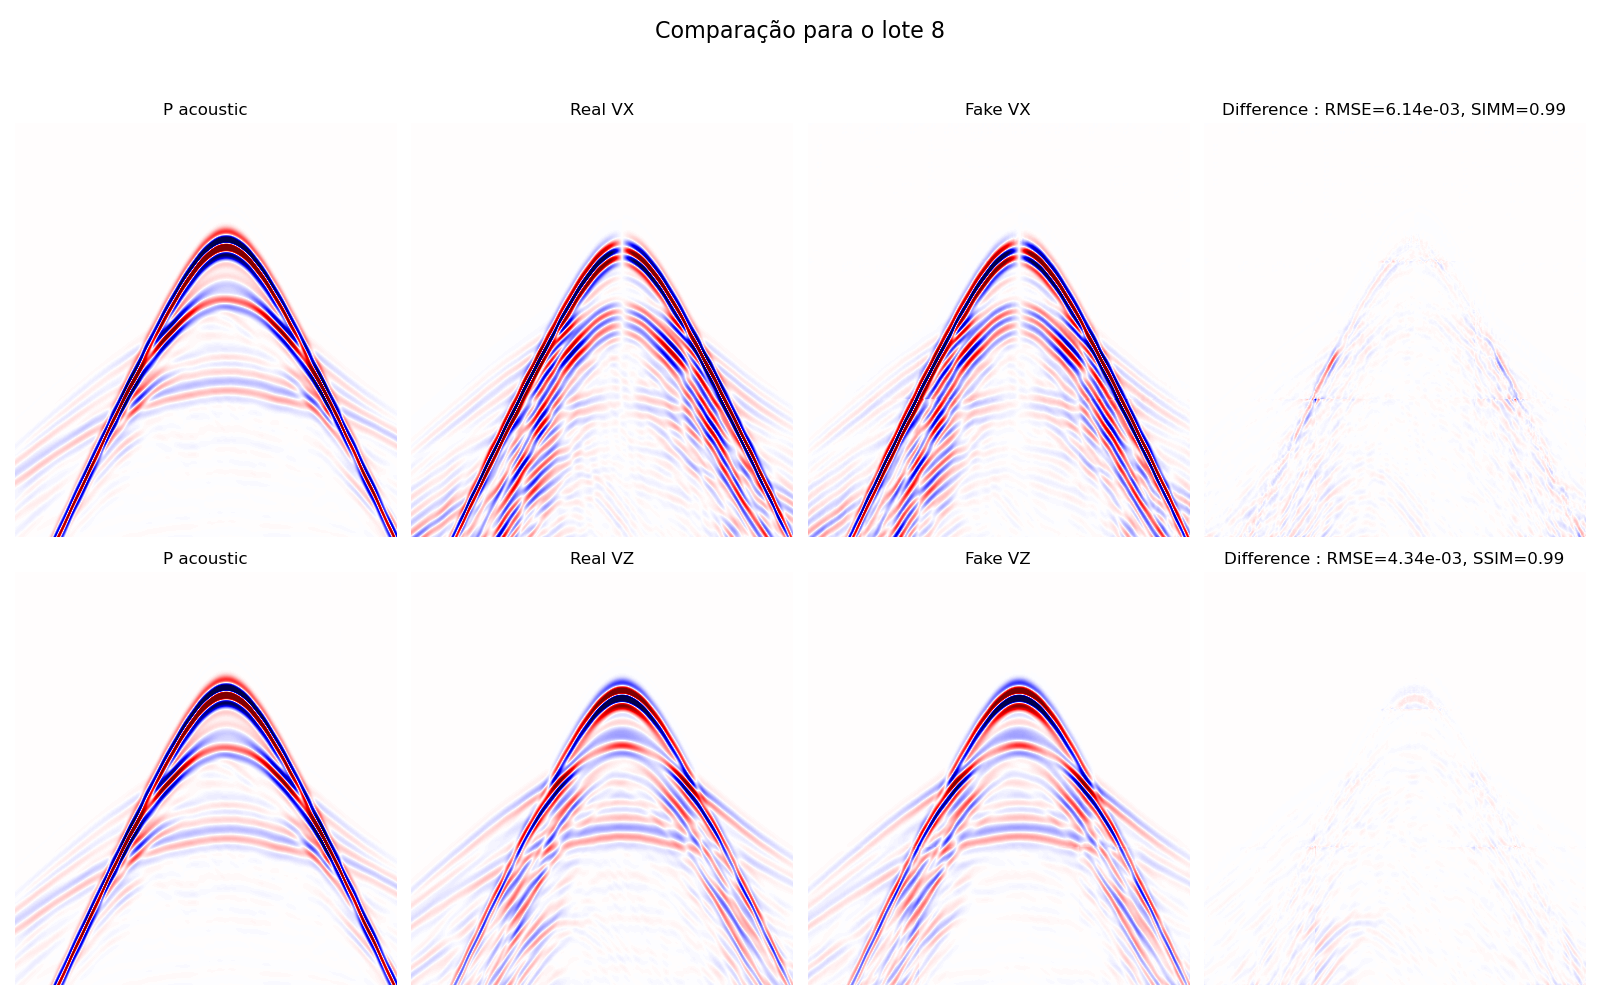 Comparação para o lote 8
P acoustic
Real VX
Fake VX
Difference : RMSE=6.14e-03, SIMM=0.99
P acoustic
Real VZ
Fake VZ
Difference : RMSE=4.34e-03, SSIM=0.99